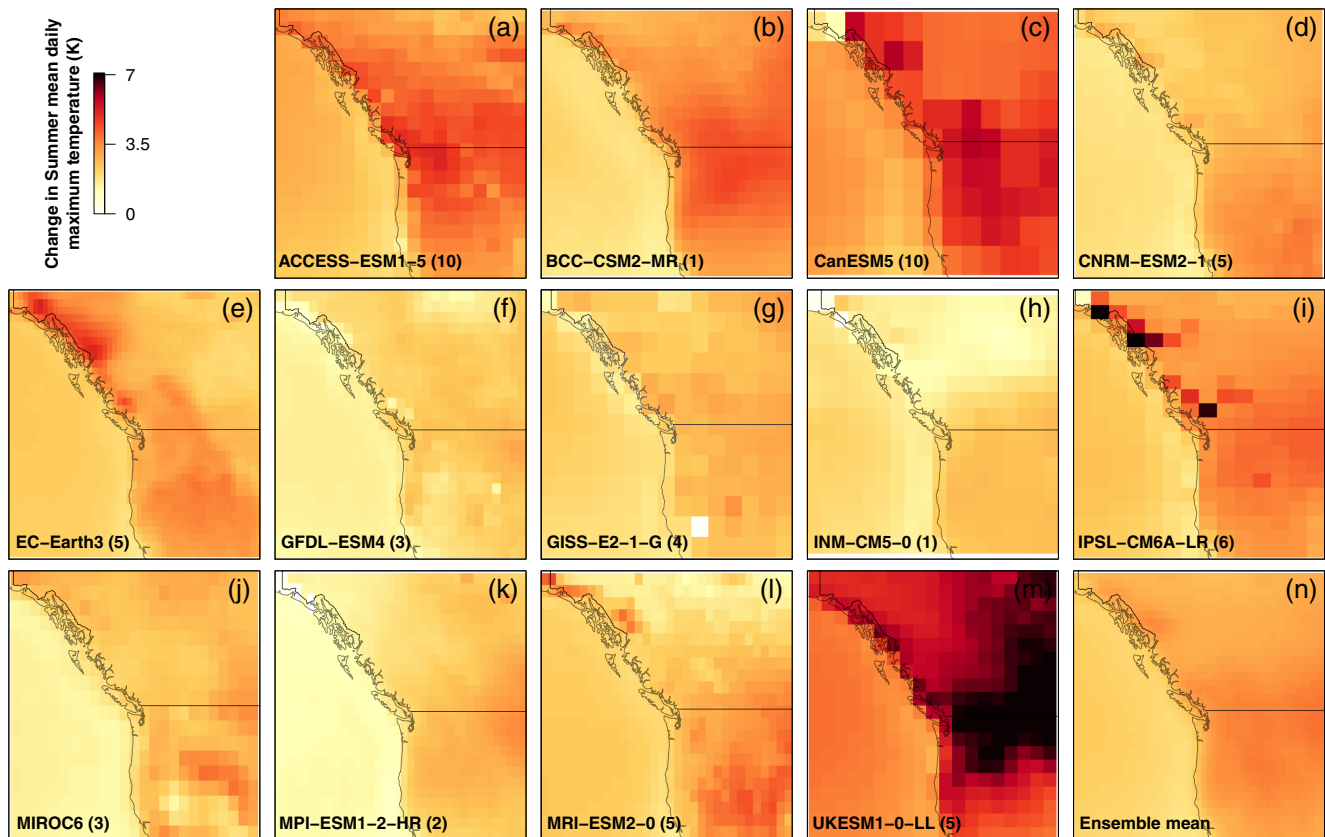 Change in Summer mean daily
maximum temperature (K)
7
3.5
0
(a)
ACCESS−ESM1−5 (10)
(b)
BCC−CSM2−MR (1)
(c)
CanESM5 (10)
(d)
CNRM−ESM2−1 (5)
(e)
EC−Earth3 (5)
(f)
GFDL−ESM4 (3)
(g)
GISS−E2−1−G (4)
(h)
INM−CM5−0 (1)
(i)
IPSL−CM6A−LR (6)
(j)
MIROC6 (3)
(k)
MPI−ESM1−2−HR (2)
(l)
MRI−ESM2−0 (5)
(m)
UKESM1−0−LL (5)
(n)
Ensemble mean